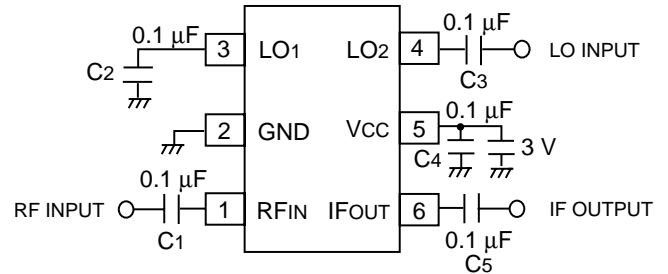 0.1 µF
3
LO1
LO2
4
0.1 µF
C2
C3
LO INPUT
2
GND
VCC
5
0.1 µF
C4
3 V
RF INPUT
0.1 µF
C1
1
RFIN
IFOUT
6
0.1 µF
C5
IF OUTPUT